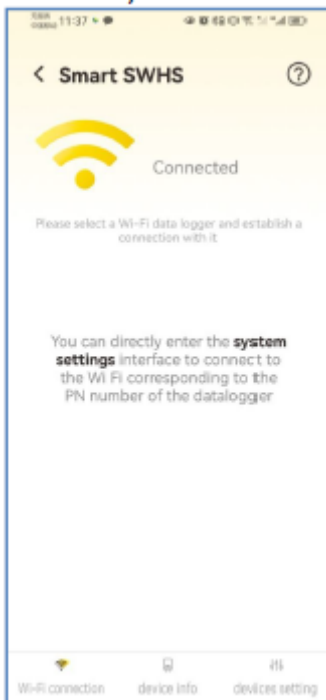 11:37
Smart SWHS
Connected
Please select a Wi-Fi data logger and establish a
connection with it
You can directly enter the system
settings interface to connect to
the Wi Fi corresponding to the
PN number of the datalogger
Wi-Fi connection device info devices setting